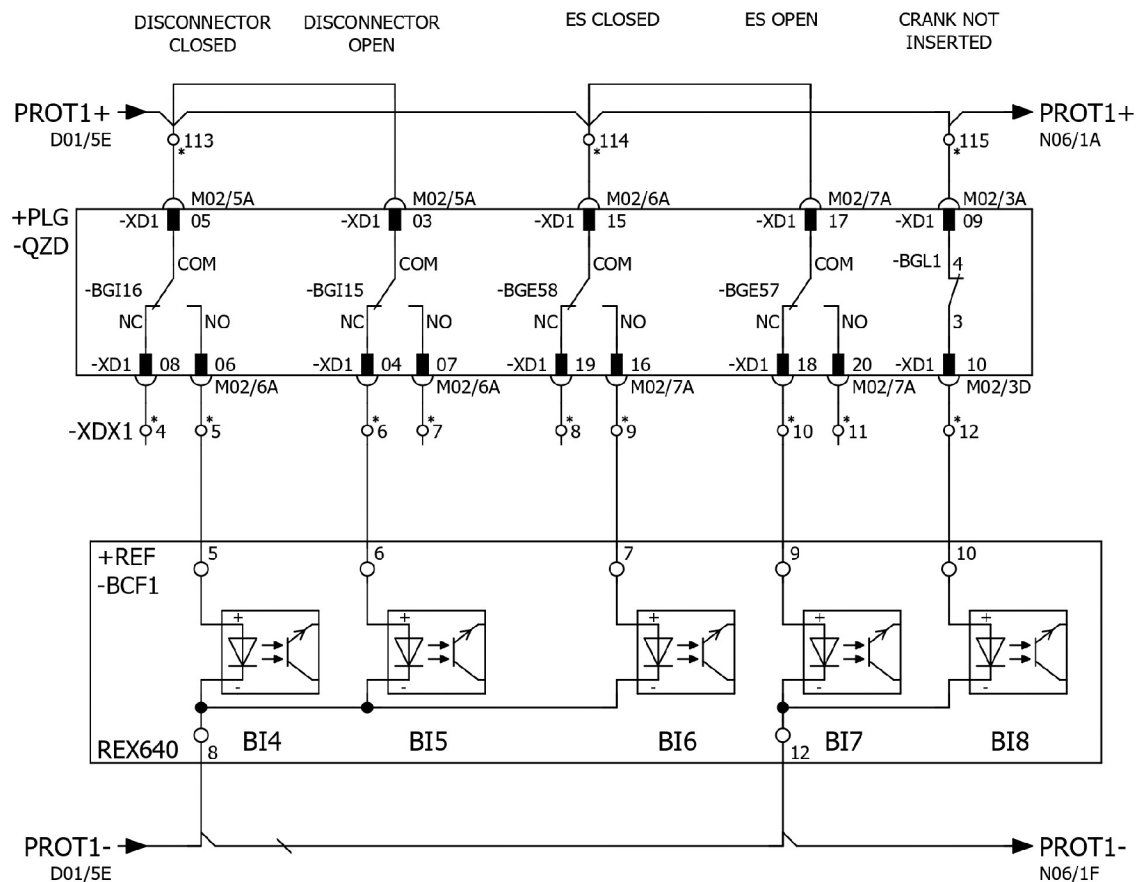 DISCONNECTOR CLOSED
DISCONNECTOR OPEN
ES CLOSED
ES OPEN
CRANK NOT INSERTED
PROT1+
D01/5E
PROT1+
N06/1A
113
*
114
*
115
*
+PLG
-QZD
M02/5A
M02/5A
M02/6A
M02/7A
M02/3A
-XD1 05
-XD1 03
-XD1 15
-XD1 17
-XD1 09
COM
COM
COM
COM
-BGL1 4
-BGI16
-BGI15
-BGE58
-BGE57
NC NO
NC NO
NC NO
NC NO
3
-XD1 08 06
-XD1 04 07
-XD1 19 16
-XD1 18 20
-XD1 10
M02/6A
M02/6A
M02/7A
M02/7A
M02/3D
-XDX1
* 4
* 5
* 6
* 7
* 8
* 9
* 10
* 11
* 12
+REF
-BCF1
5
6
7
9
10
+
+
+
+
+
-
-
-
-
-
REX640
8
BI4
BI5
BI6
12
BI7
BI8
PROT1-
D01/5E
PROT1-
N06/1F